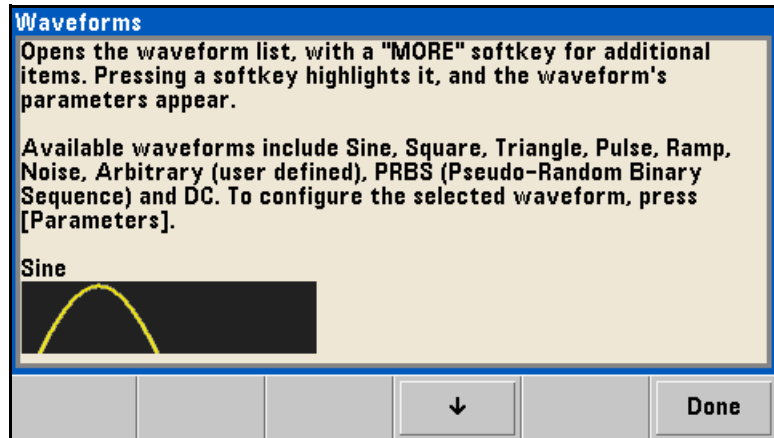 Waveforms
Opens the waveform list, with a "MORE" softkey for additional
items. Pressing a softkey highlights it, and the waveform's
parameters appear.
Available waveforms include Sine, Square, Triangle, Pulse, Ramp,
Noise, Arbitrary (user defined), PRBS (Pseudo-Random Binary
Sequence) and DC. To configure the selected waveform, press
[Parameters].
Sine
↓ Done